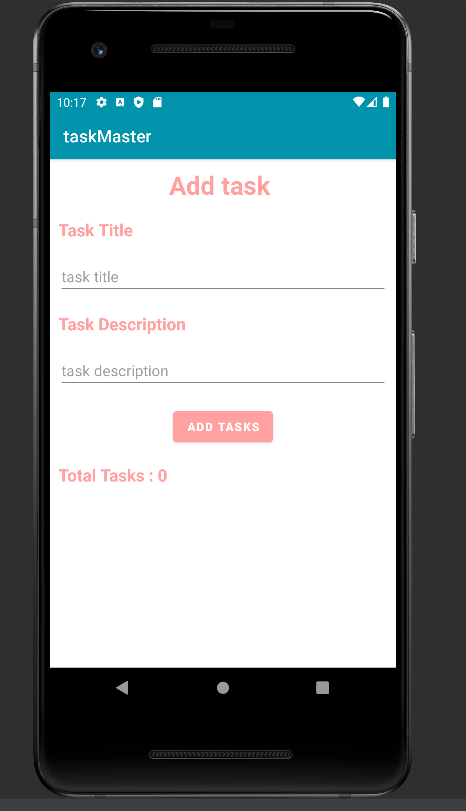 10:17
taskMaster
Add task
Task Title
task title
Task Description
task description
ADD TASKS
Total Tasks : 0